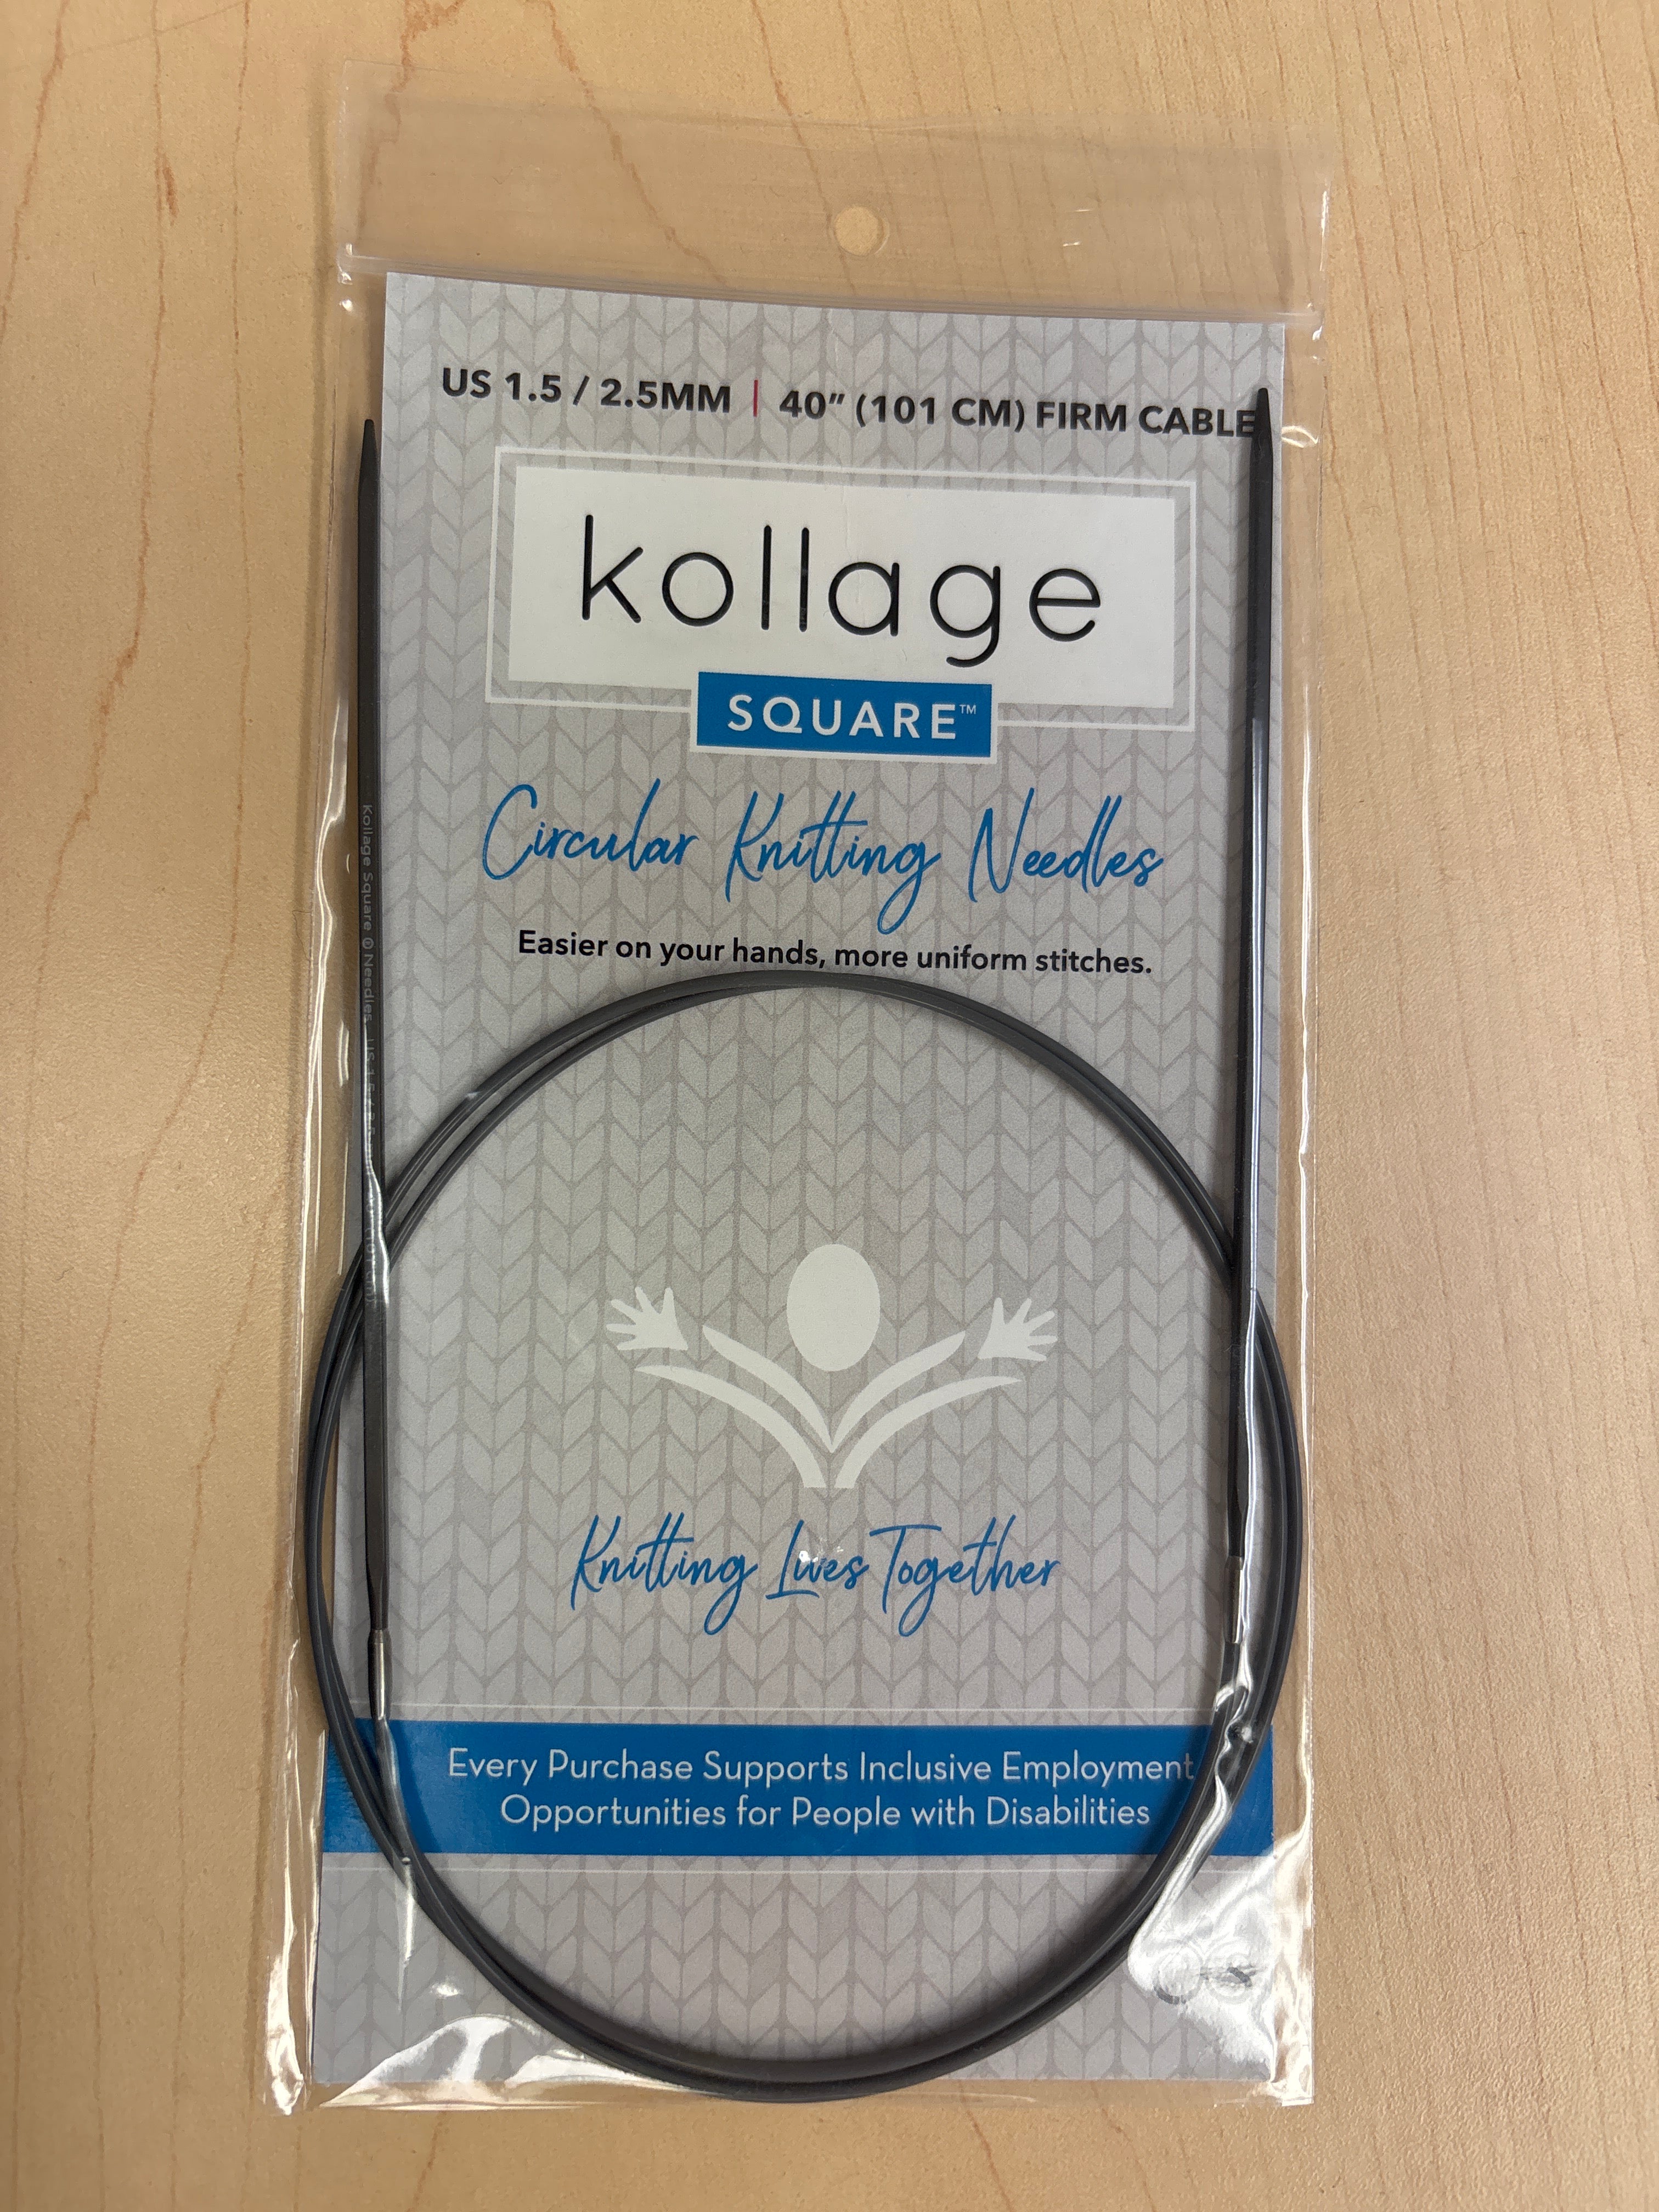 US 1.5 / 2.5MM | 40” (101 CM) FIRM CABLE
kollage
SQUARE™
Circular Knitting Needles
Easier on your hands, more uniform stitches.
Kollage Square © Needles
Knitting Lives Together
Every Purchase Supports Inclusive Employment
Opportunities for People with Disabilities